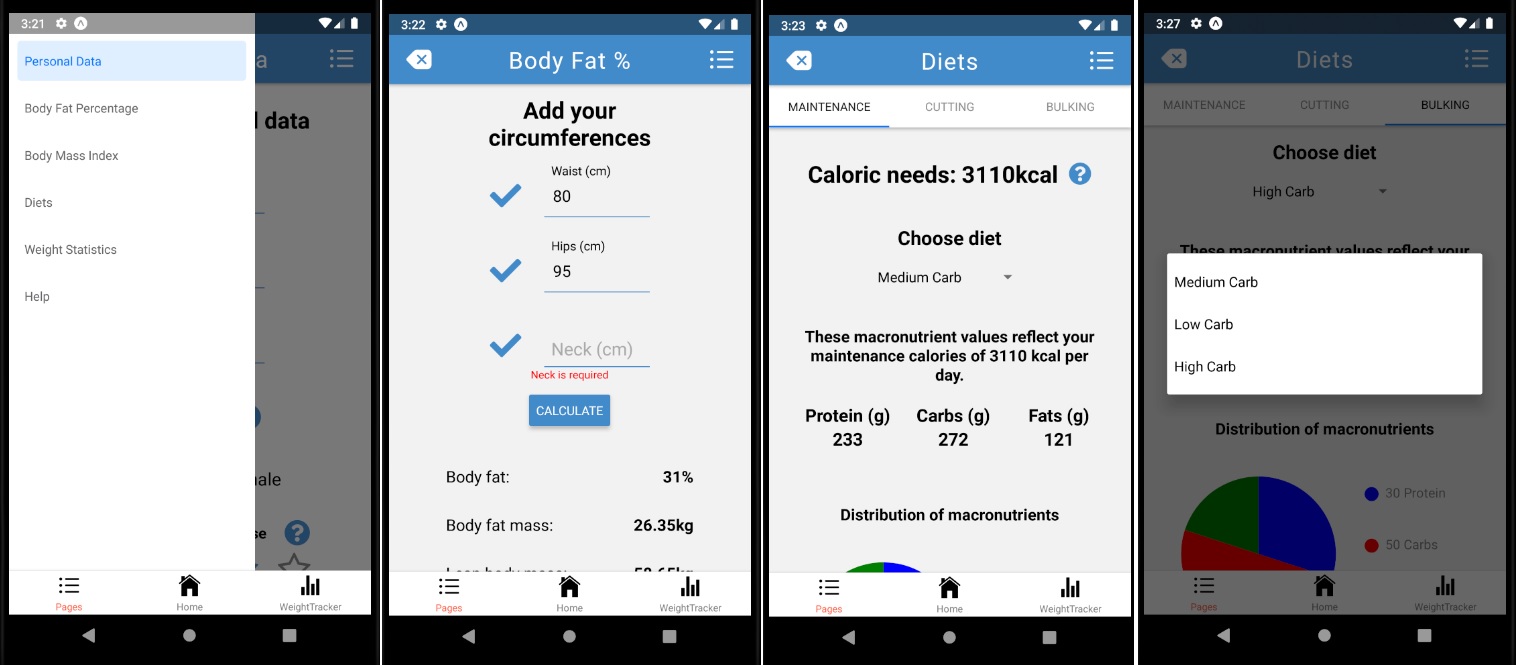 3:21
a
Personal Data
Body Fat Percentage
l data
Body Mass Index
Diets
Weight Statistics
Help
nale
se
Pages
Home
WeightTracker
3:22
Body Fat %
Add your
circumferences
Waist (cm)
80
Hips (cm)
95
Neck (cm)
Neck is required
CALCULATE
Body fat:
31%
Body fat mass:
26.35kg
Lean body mass:
58.65kg
Pages
Home
WeightTracker
3:23
Diets
MAINTENANCE
CUTTING
BULKING
Caloric needs: 3110kcal
?
Choose diet
Medium Carb
These macronutrient values reflect your
maintenance calories of 3110 kcal per
day.
Protein (g)
Carbs (g)
Fats (g)
233
272
121
Distribution of macronutrients
Pages
Home
WeightTracker
3:27
Diets
MAINTENANCE
CUTTING
BULKING
Choose diet
High Carb
These macronutrient values reflect your
Medium Carb
Low Carb
High Carb
Distribution of macronutrients
30 Protein
50 Carbs
Pages
Home
WeightTracker